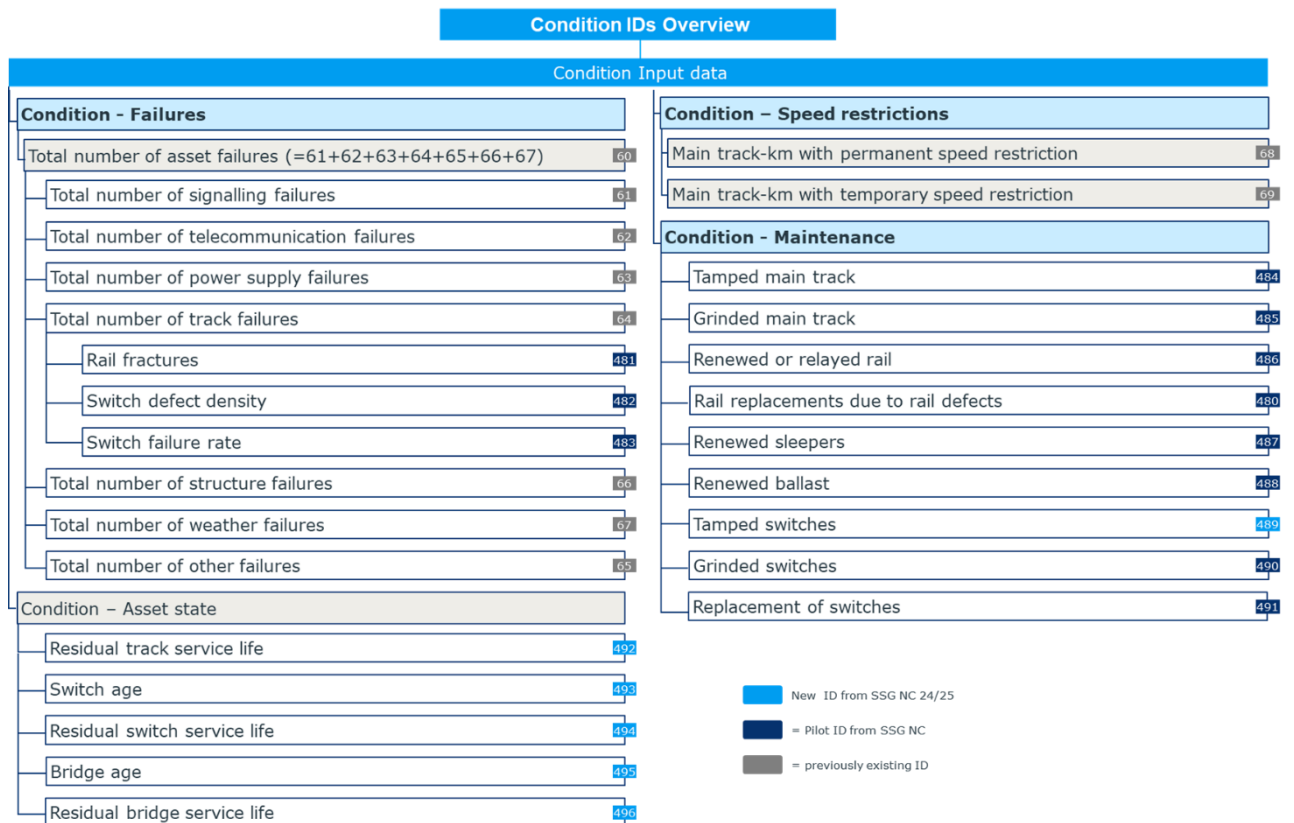 Condition IDs Overview
Condition Input data
Condition - Failures
Total number of asset failures (=61+62+63+64+65+66+67) 60
Total number of signalling failures 61
Total number of telecommunication failures 62
Total number of power supply failures 63
Total number of track failures 64
Rail fractures 481
Switch defect density 482
Switch failure rate 483
Total number of structure failures 66
Total number of weather failures 67
Total number of other failures 65
Condition – Asset state
Residual track service life 492
Switch age 493
Residual switch service life 494
Bridge age 495
Residual bridge service life 496
Condition – Speed restrictions
Main track-km with permanent speed restriction 68
Main track-km with temporary speed restriction 69
Condition - Maintenance
Tamped main track 484
Grinded main track 485
Renewed or relayed rail 486
Rail replacements due to rail defects 480
Renewed sleepers 487
Renewed ballast 488
Tamped switches 489
Grinded switches 490
Replacement of switches 491
New ID from SSG NC 24/25
= Pilot ID from SSG NC
= previously existing ID